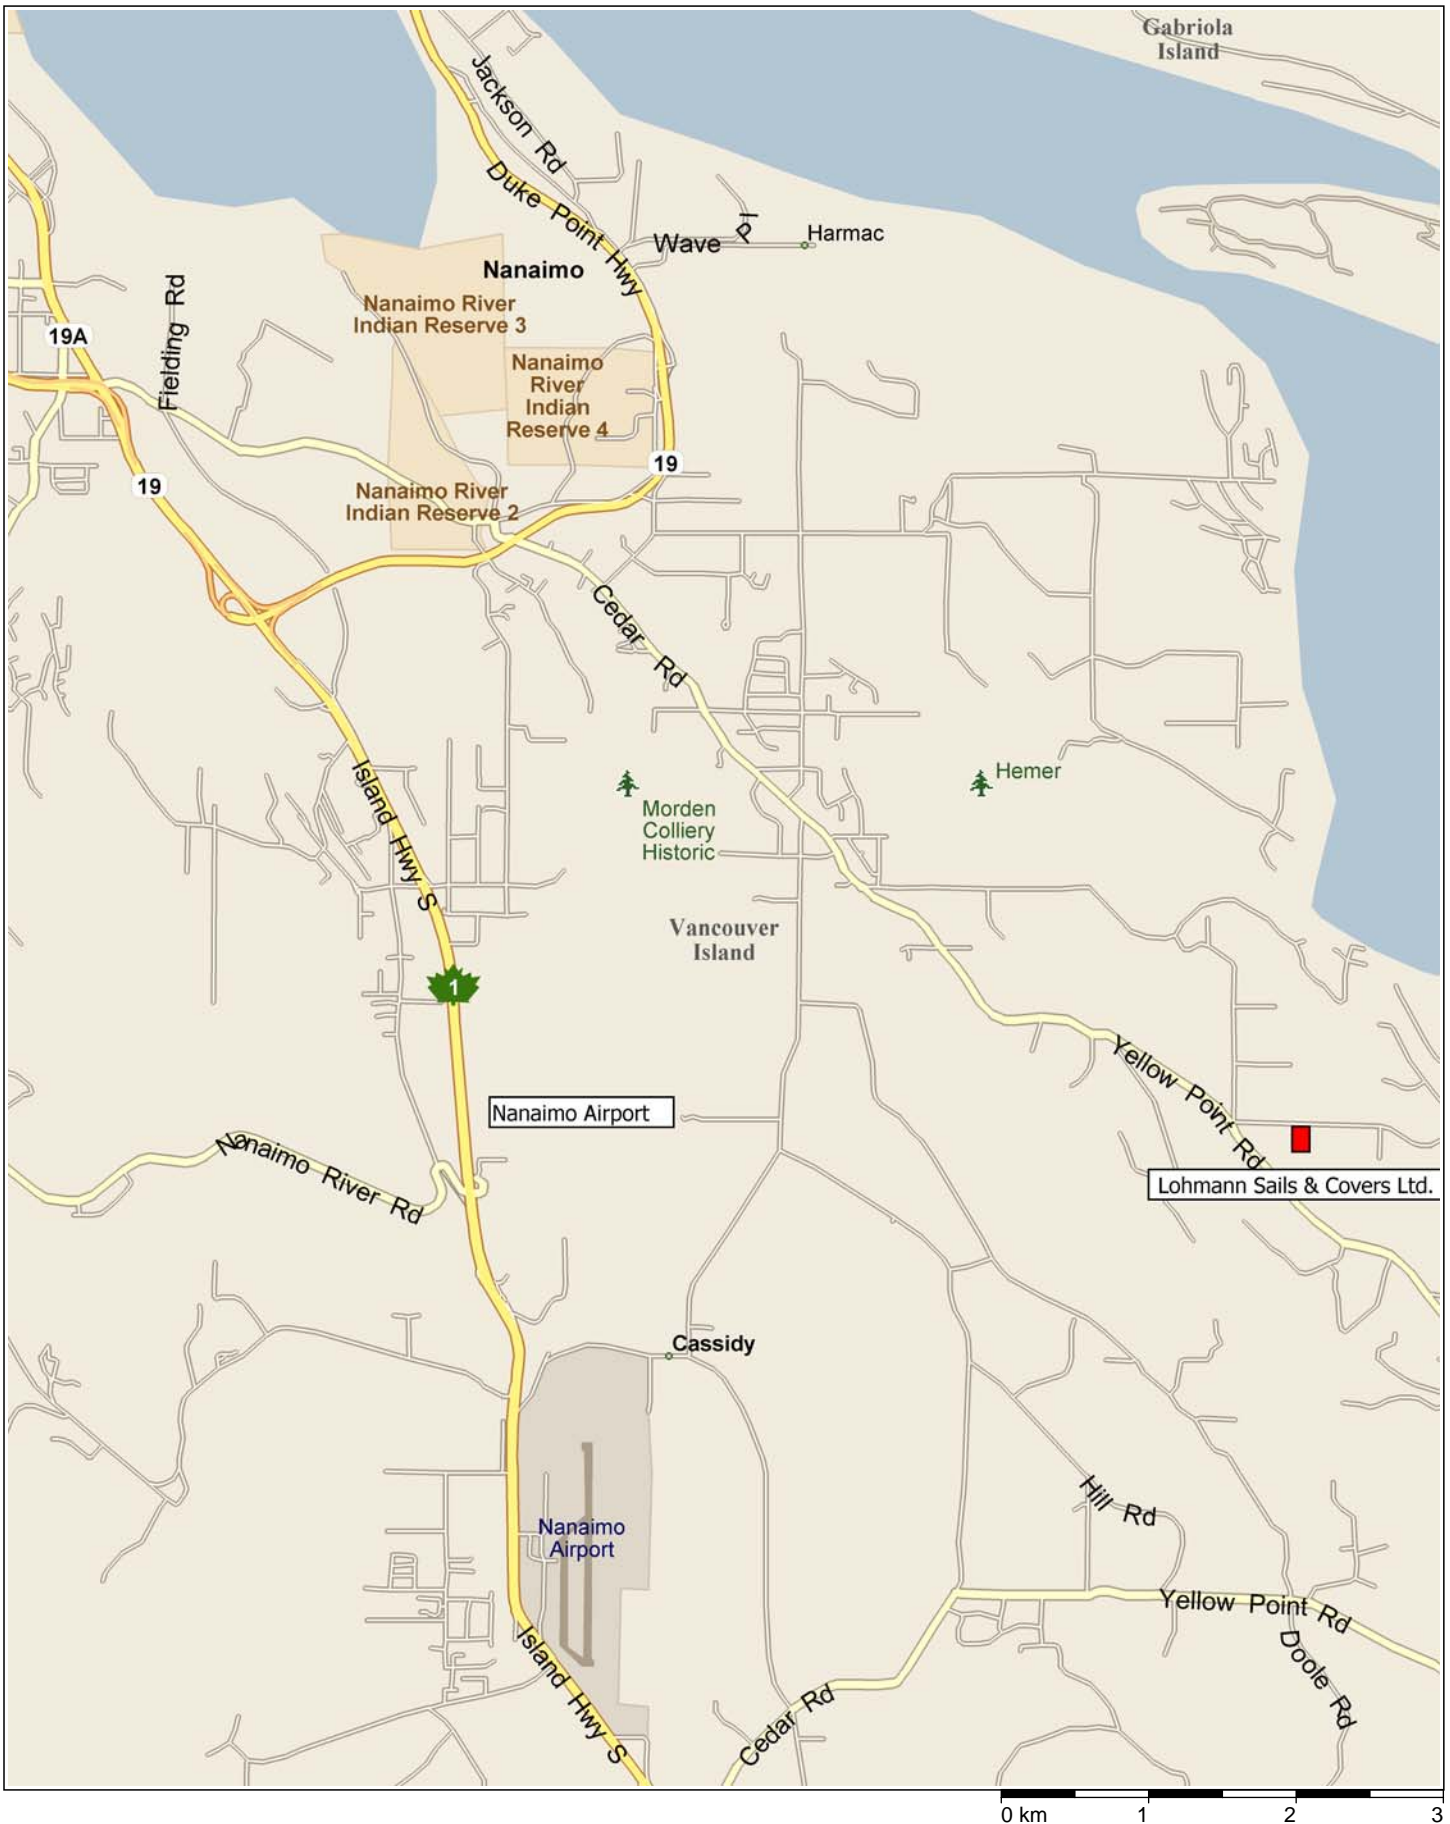 Gabriola
Island
Jackson Rd
Duke Point Hwy
Wave Pl
Harmac
Nanaimo
Nanaimo River
Indian Reserve 3
Fielding Rd
19A
Nanaimo
River
Indian
Reserve 4
19
19
Nanaimo River
Indian Reserve 2
Cedar Rd
Island Hwy S
Morden
Colliery
Historic
Hemer
Vancouver
Island
1
Yellow Point Rd
Nanaimo Airport
Nanaimo River Rd
Lohmann Sails & Covers Ltd.
Cassidy
Hill Rd
Nanaimo
Airport
Yellow Point Rd
Doole Rd
Island Hwy S
Cedar Rd
0 km 1 2 3